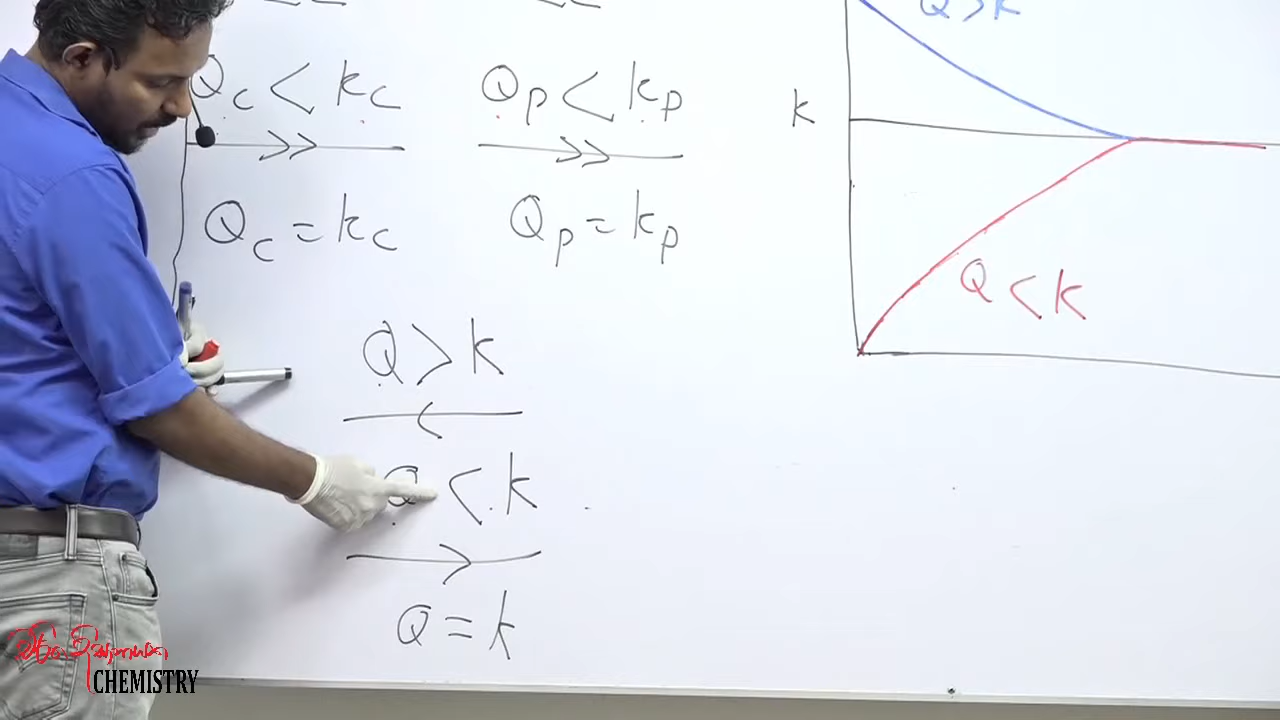 Q > K
Qc < kc
Qp < kp
k
Qc = kc
Qp = kp
Q < k
Q > k
Q < k
Q = k
CHEMISTRY